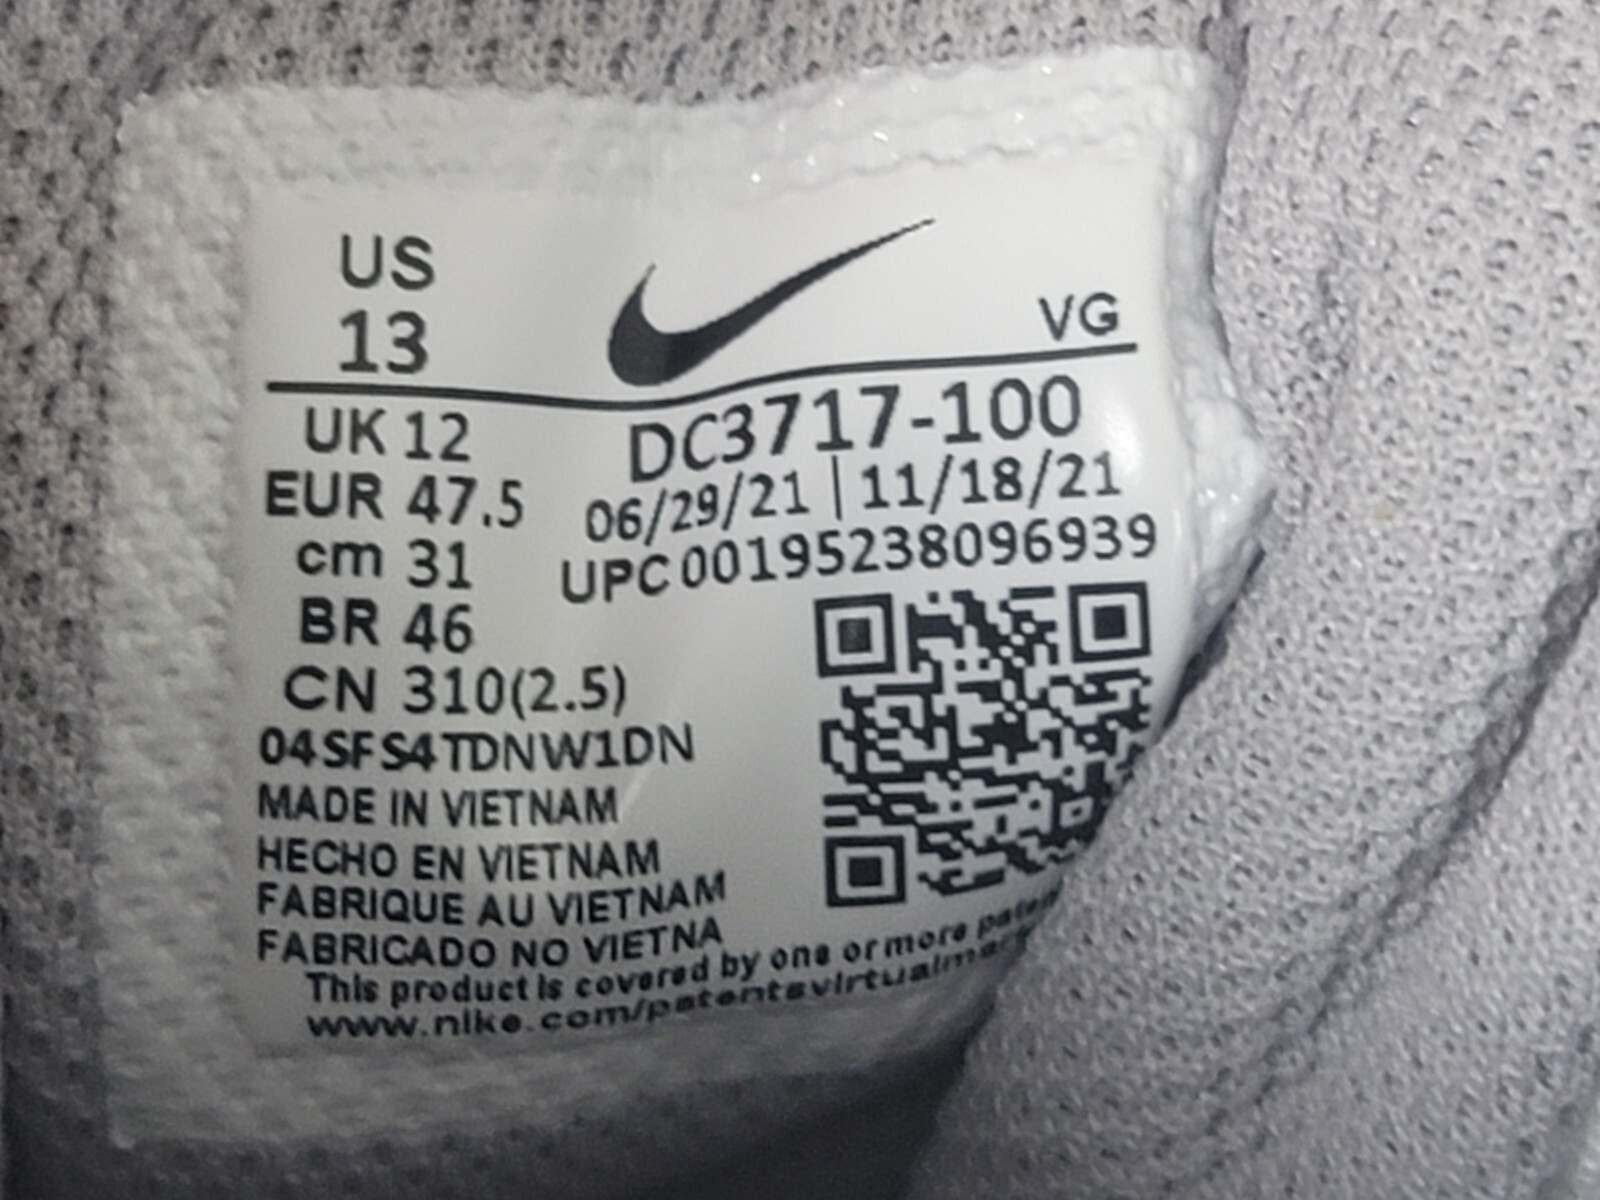 US
13
VG
UK 12
EUR 47.5
cm 31
BR 46
CN 310(2.5)
DC3717-100
06/29/21 | 11/18/21
UPC 00195238096939
04SFS4TDNW1DN
MADE IN VIETNAM
HECHO EN VIETNAM
FABRIQUE AU VIETNAM
FABRICADO NO VIETNA
This product is covered by one or more
www.nike.com/patents